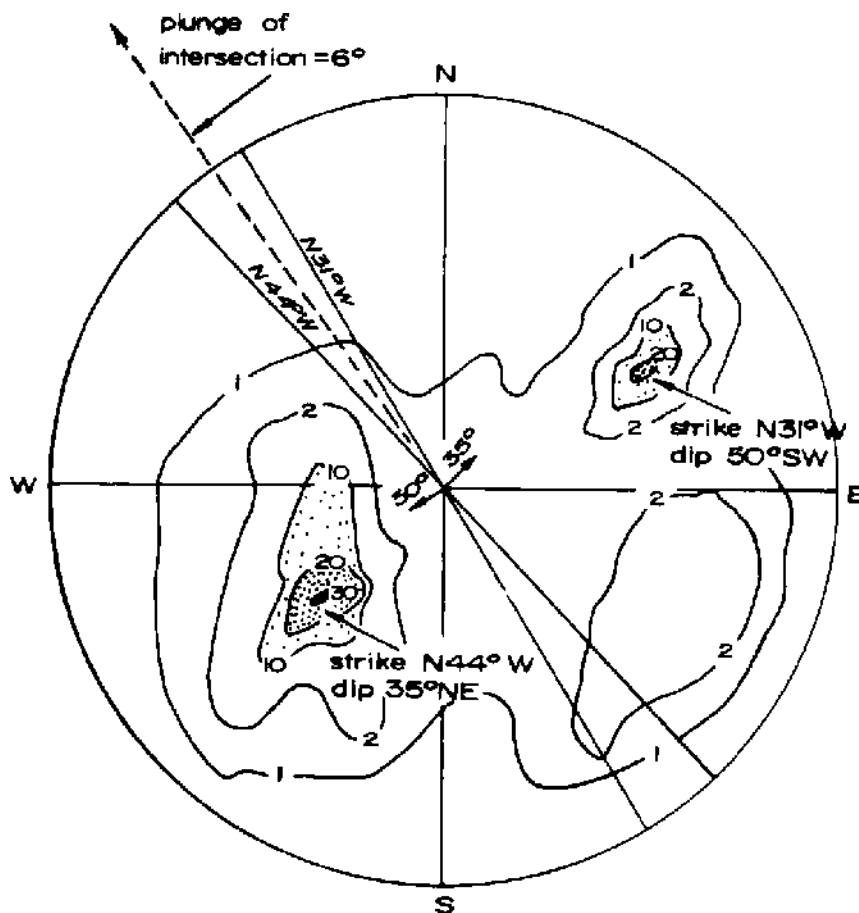 plunge of
intersection = 6°
N
N31°W
N44°W
1
2
10
20
2
strike N31°W
dip 50°SW
1
2
10
W
50°
35°
2
E
20
30
10
strike N44°W
dip 35°NE
2
2
1
1
S